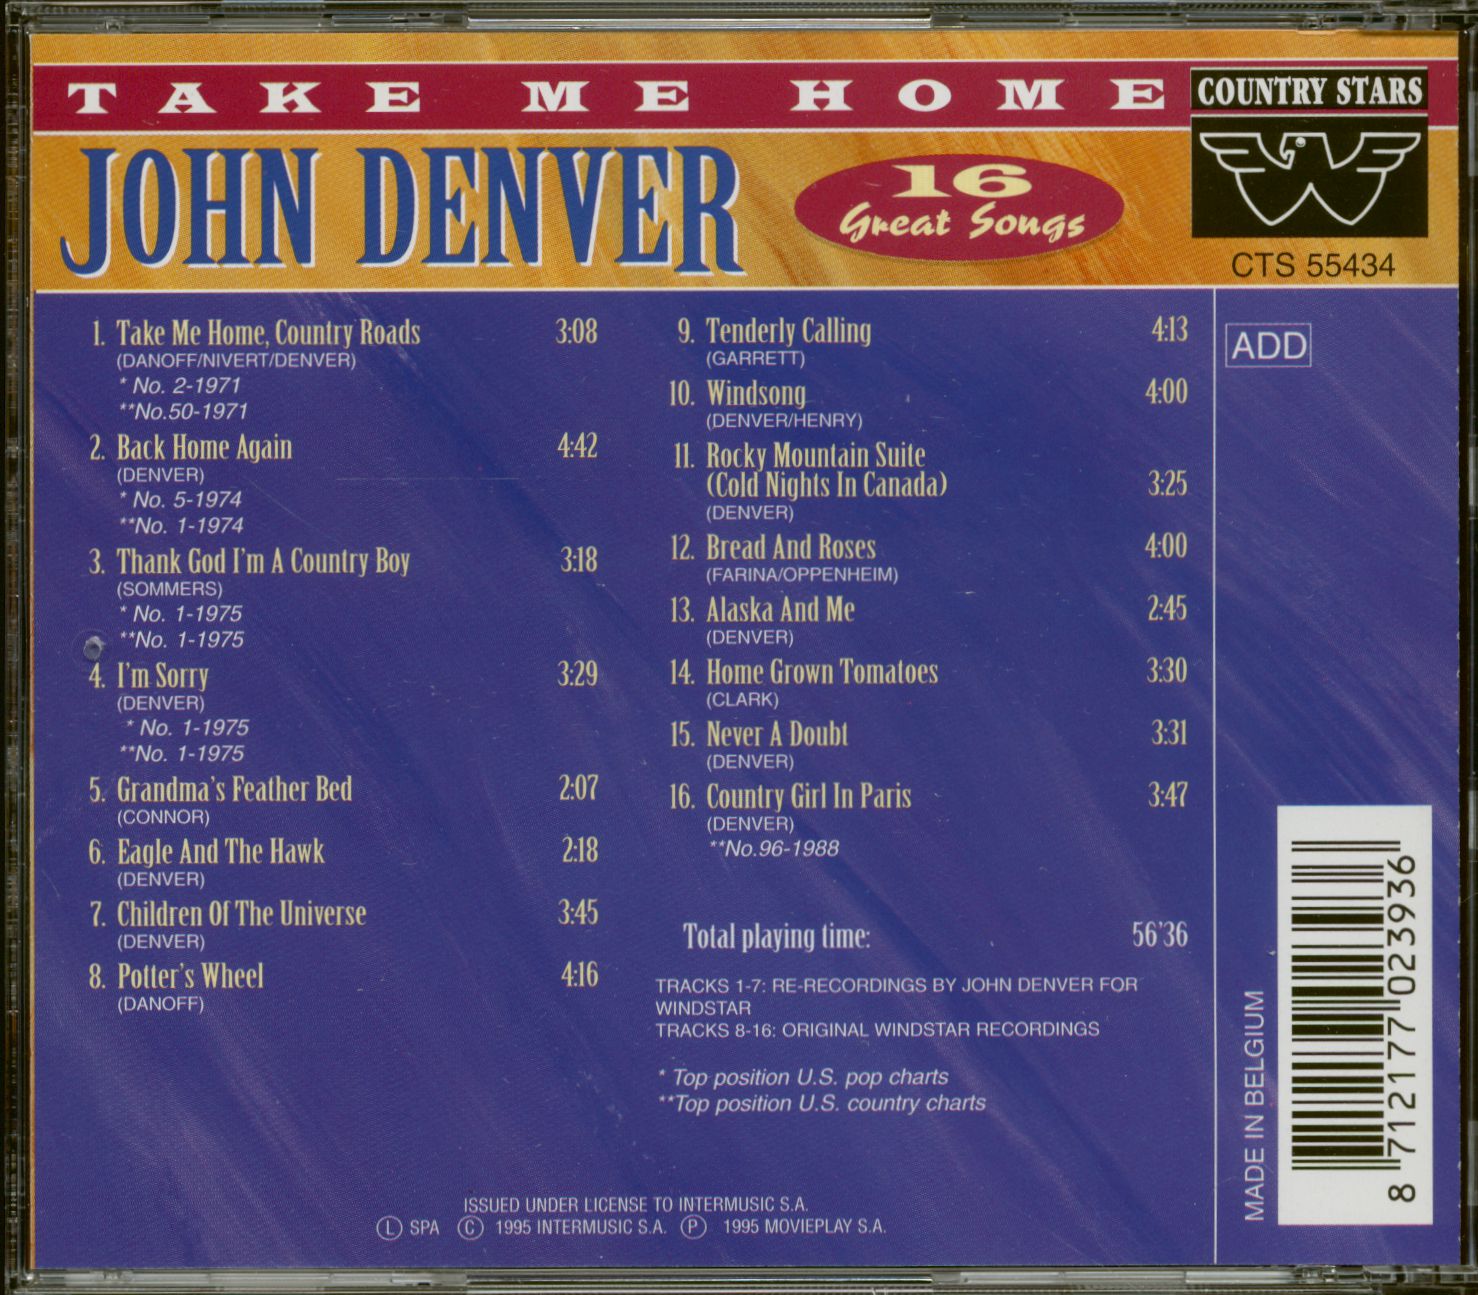 TAKE ME HOME
COUNTRY STARS
JOHN DENVER
16
Great Songs
CTS 55434
1. Take Me Home, Country Roads 3:08
(DANOFF/NIVERT/DENVER)
* No. 2-1971
**No.50-1971
2. Back Home Again 4:42
(DENVER)
* No. 5-1974
**No. 1-1974
3. Thank God I'm A Country Boy 3:18
(SOMMERS)
* No. 1-1975
**No. 1-1975
4. I'm Sorry 3:29
(DENVER)
* No. 1-1975
**No. 1-1975
5. Grandma's Feather Bed 2:07
(CONNOR)
6. Eagle And The Hawk 2:18
(DENVER)
7. Children Of The Universe 3:45
(DENVER)
8. Potter's Wheel 4:16
(DANOFF)
9. Tenderly Calling 4:13
(GARRETT)
10. Windsong 4:00
(DENVER/HENRY)
11. Rocky Mountain Suite
(Cold Nights In Canada) 3:25
(DENVER)
12. Bread And Roses 4:00
(FARINA/OPPENHEIM)
13. Alaska And Me 2:45
(DENVER)
14. Home Grown Tomatoes 3:30
(CLARK)
15. Never A Doubt 3:31
(DENVER)
16. Country Girl In Paris 3:47
(DENVER)
**No.96-1988
Total playing time: 56'36
TRACKS 1-7: RE-RECORDINGS BY JOHN DENVER FOR
WINDSTAR
TRACKS 8-16: ORIGINAL WINDSTAR RECORDINGS
* Top position U.S. pop charts
**Top position U.S. country charts
ISSUED UNDER LICENSE TO INTERMUSIC S.A.
Ⓛ SPA Ⓒ 1995 INTERMUSIC S.A. Ⓟ 1995 MOVIEPLAY S.A.
ADD
MADE IN BELGIUM
8 712177 023936